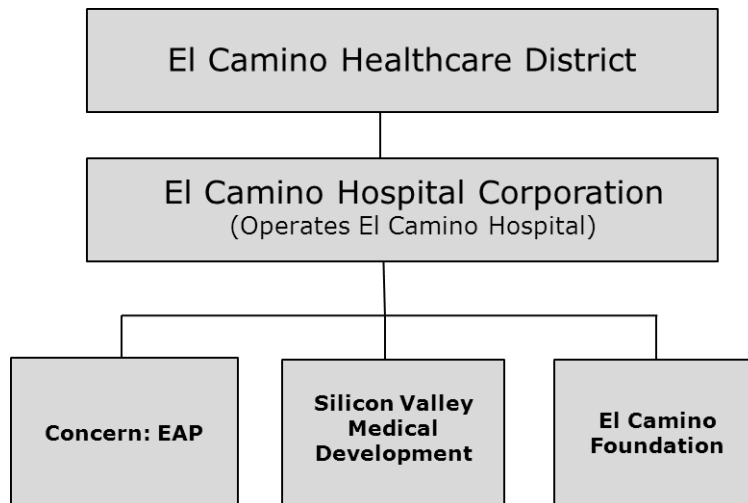 El Camino Healthcare District
El Camino Hospital Corporation
(Operates El Camino Hospital)
Concern: EAP
Silicon Valley
Medical
Development
El Camino
Foundation